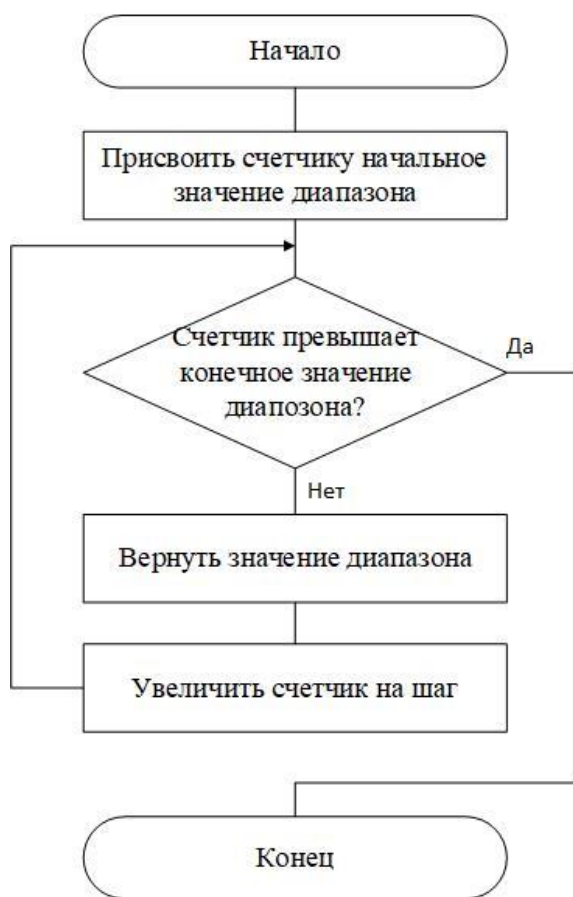 Начало
Присвоить счетчику начальное
значение диапазона
Счетчик превышает
конечное значение
диапозона?
Да
Нет
Вернуть значение диапазона
Увеличить счетчик на шаг
Конец